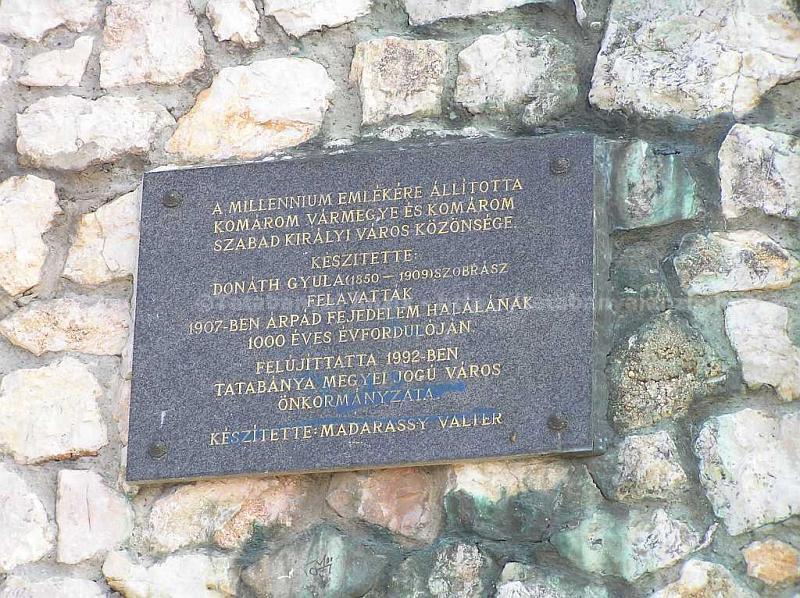 A MILLENNIUM EMLÉKÉRE ÁLLÍTOTTA
KOMÁROM VÁRMEGYE ÉS KOMÁROM
SZABAD KIRÁLYI VÁROS KÖZÖNSÉGE.
KÉSZÍTETTE:
DONÁTH GYULA (1850 – 1909) SZOBRÁSZ
FELAVATTÁK
1907-BEN ÁRPÁD FEJEDELEM HALÁLÁNAK
1000 ÉVES ÉVFORDULÓJÁN.
FELÚJÍTTATTA 1992-BEN
TATABÁNYA MEGYEI JOGÚ VÁROS
ÖNKORMÁNYZATA.
KÉSZÍTETTE: MADARASSY VALTER